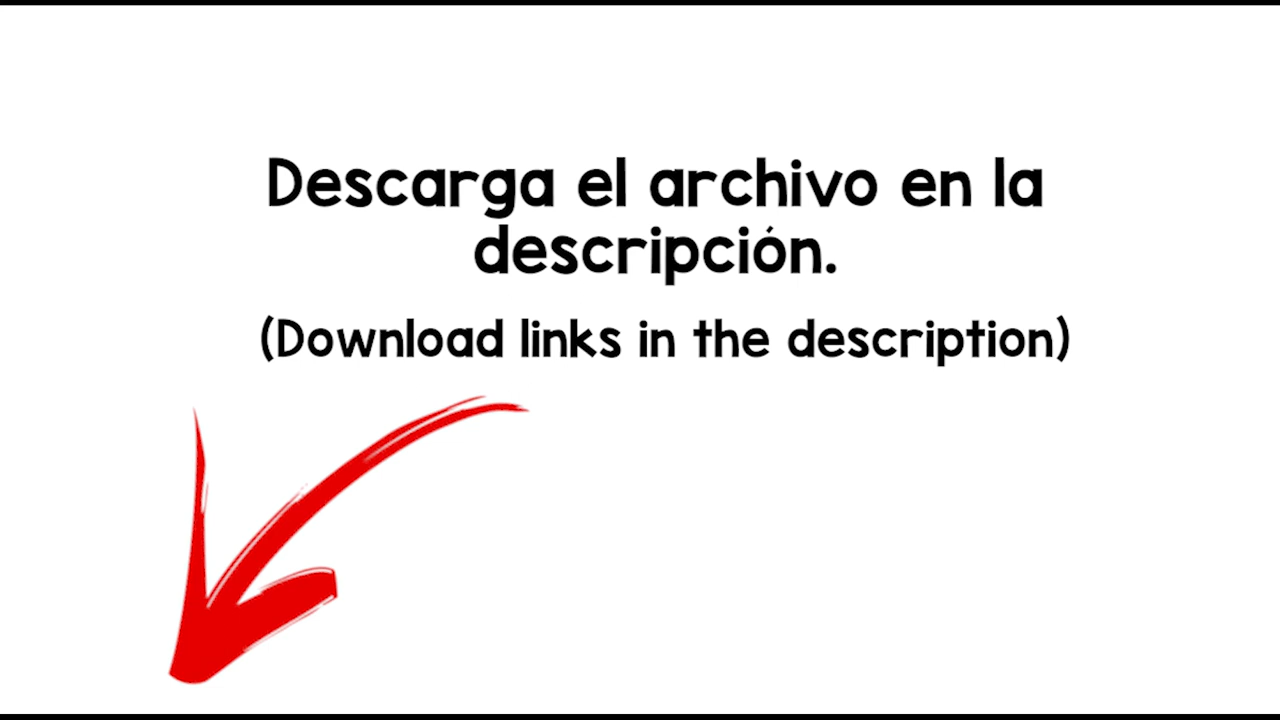 Descarga el archivo en la
descripción.
(Download links in the description)